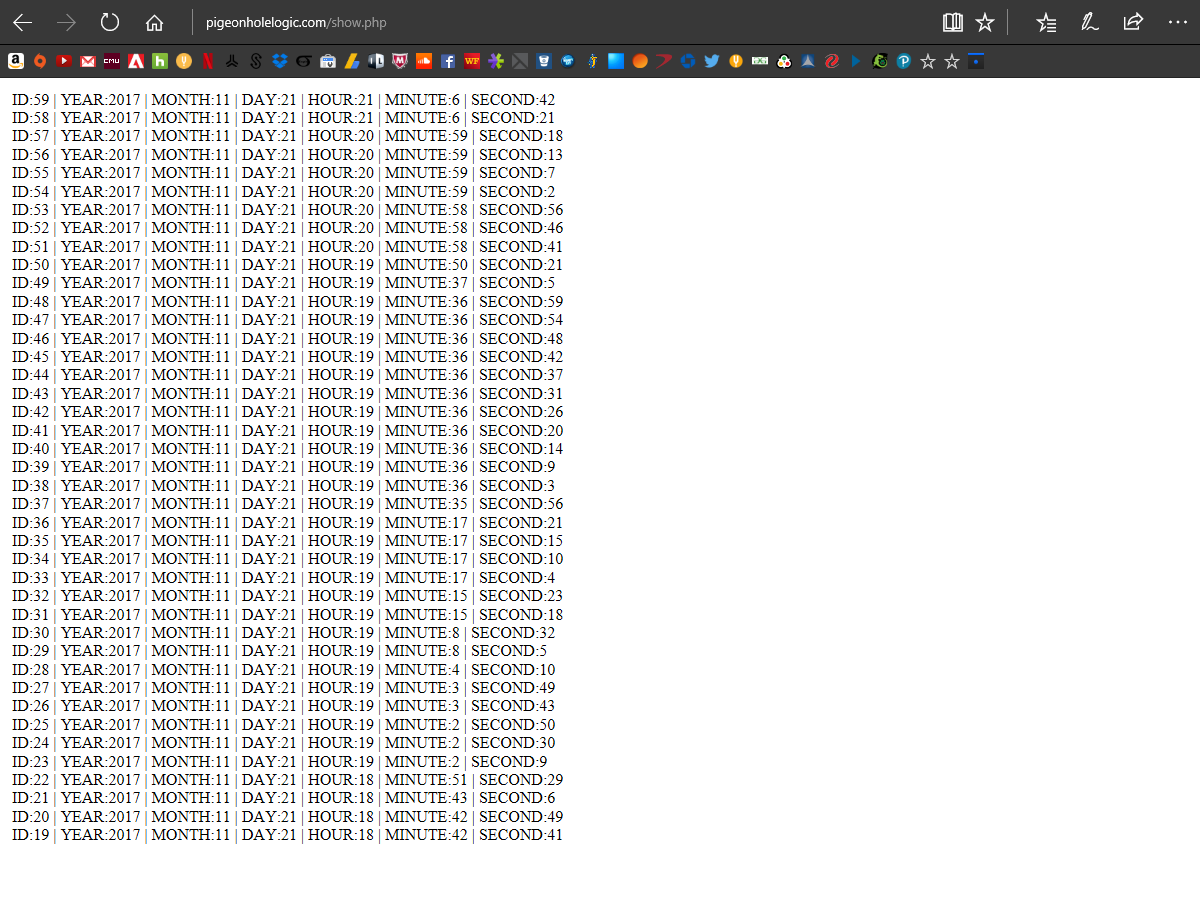 pigeonholelogic.com/show.php
ID:59 | YEAR:2017 | MONTH:11 | DAY:21 | HOUR:21 | MINUTE:6 | SECOND:42
ID:58 | YEAR:2017 | MONTH:11 | DAY:21 | HOUR:21 | MINUTE:6 | SECOND:21
ID:57 | YEAR:2017 | MONTH:11 | DAY:21 | HOUR:20 | MINUTE:59 | SECOND:18
ID:56 | YEAR:2017 | MONTH:11 | DAY:21 | HOUR:20 | MINUTE:59 | SECOND:13
ID:55 | YEAR:2017 | MONTH:11 | DAY:21 | HOUR:20 | MINUTE:59 | SECOND:7
ID:54 | YEAR:2017 | MONTH:11 | DAY:21 | HOUR:20 | MINUTE:59 | SECOND:2
ID:53 | YEAR:2017 | MONTH:11 | DAY:21 | HOUR:20 | MINUTE:58 | SECOND:56
ID:52 | YEAR:2017 | MONTH:11 | DAY:21 | HOUR:20 | MINUTE:58 | SECOND:46
ID:51 | YEAR:2017 | MONTH:11 | DAY:21 | HOUR:20 | MINUTE:58 | SECOND:41
ID:50 | YEAR:2017 | MONTH:11 | DAY:21 | HOUR:19 | MINUTE:50 | SECOND:21
ID:49 | YEAR:2017 | MONTH:11 | DAY:21 | HOUR:19 | MINUTE:37 | SECOND:5
ID:48 | YEAR:2017 | MONTH:11 | DAY:21 | HOUR:19 | MINUTE:36 | SECOND:59
ID:47 | YEAR:2017 | MONTH:11 | DAY:21 | HOUR:19 | MINUTE:36 | SECOND:54
ID:46 | YEAR:2017 | MONTH:11 | DAY:21 | HOUR:19 | MINUTE:36 | SECOND:48
ID:45 | YEAR:2017 | MONTH:11 | DAY:21 | HOUR:19 | MINUTE:36 | SECOND:42
ID:44 | YEAR:2017 | MONTH:11 | DAY:21 | HOUR:19 | MINUTE:36 | SECOND:37
ID:43 | YEAR:2017 | MONTH:11 | DAY:21 | HOUR:19 | MINUTE:36 | SECOND:31
ID:42 | YEAR:2017 | MONTH:11 | DAY:21 | HOUR:19 | MINUTE:36 | SECOND:26
ID:41 | YEAR:2017 | MONTH:11 | DAY:21 | HOUR:19 | MINUTE:36 | SECOND:20
ID:40 | YEAR:2017 | MONTH:11 | DAY:21 | HOUR:19 | MINUTE:36 | SECOND:14
ID:39 | YEAR:2017 | MONTH:11 | DAY:21 | HOUR:19 | MINUTE:36 | SECOND:9
ID:38 | YEAR:2017 | MONTH:11 | DAY:21 | HOUR:19 | MINUTE:36 | SECOND:3
ID:37 | YEAR:2017 | MONTH:11 | DAY:21 | HOUR:19 | MINUTE:35 | SECOND:56
ID:36 | YEAR:2017 | MONTH:11 | DAY:21 | HOUR:19 | MINUTE:17 | SECOND:21
ID:35 | YEAR:2017 | MONTH:11 | DAY:21 | HOUR:19 | MINUTE:17 | SECOND:15
ID:34 | YEAR:2017 | MONTH:11 | DAY:21 | HOUR:19 | MINUTE:17 | SECOND:10
ID:33 | YEAR:2017 | MONTH:11 | DAY:21 | HOUR:19 | MINUTE:17 | SECOND:4
ID:32 | YEAR:2017 | MONTH:11 | DAY:21 | HOUR:19 | MINUTE:15 | SECOND:23
ID:31 | YEAR:2017 | MONTH:11 | DAY:21 | HOUR:19 | MINUTE:15 | SECOND:18
ID:30 | YEAR:2017 | MONTH:11 | DAY:21 | HOUR:19 | MINUTE:8 | SECOND:32
ID:29 | YEAR:2017 | MONTH:11 | DAY:21 | HOUR:19 | MINUTE:8 | SECOND:5
ID:28 | YEAR:2017 | MONTH:11 | DAY:21 | HOUR:19 | MINUTE:4 | SECOND:10
ID:27 | YEAR:2017 | MONTH:11 | DAY:21 | HOUR:19 | MINUTE:3 | SECOND:49
ID:26 | YEAR:2017 | MONTH:11 | DAY:21 | HOUR:19 | MINUTE:3 | SECOND:43
ID:25 | YEAR:2017 | MONTH:11 | DAY:21 | HOUR:19 | MINUTE:2 | SECOND:50
ID:24 | YEAR:2017 | MONTH:11 | DAY:21 | HOUR:19 | MINUTE:2 | SECOND:30
ID:23 | YEAR:2017 | MONTH:11 | DAY:21 | HOUR:19 | MINUTE:2 | SECOND:9
ID:22 | YEAR:2017 | MONTH:11 | DAY:21 | HOUR:18 | MINUTE:51 | SECOND:29
ID:21 | YEAR:2017 | MONTH:11 | DAY:21 | HOUR:18 | MINUTE:43 | SECOND:6
ID:20 | YEAR:2017 | MONTH:11 | DAY:21 | HOUR:18 | MINUTE:42 | SECOND:49
ID:19 | YEAR:2017 | MONTH:11 | DAY:21 | HOUR:18 | MINUTE:42 | SECOND:41